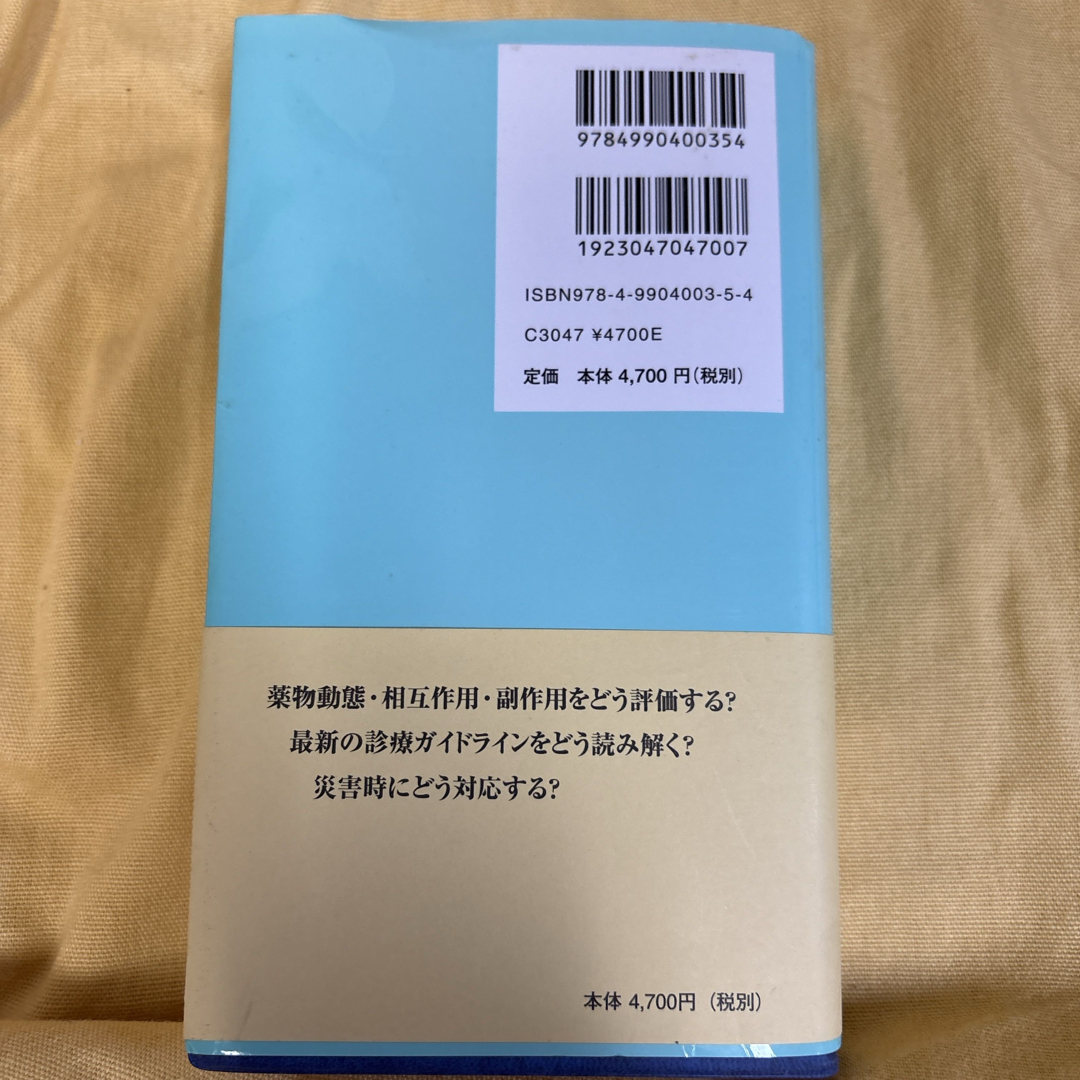 9784990400354
1923047047007
ISBN978-4-9904003-5-4
C3047 ¥4700E
定価　本体 4,700 円(税別)
薬物動態・相互作用・副作用をどう評価する?
最新の診療ガイドラインをどう読み解く?
災害時にどう対応する?
本体 4,700円 (税別)